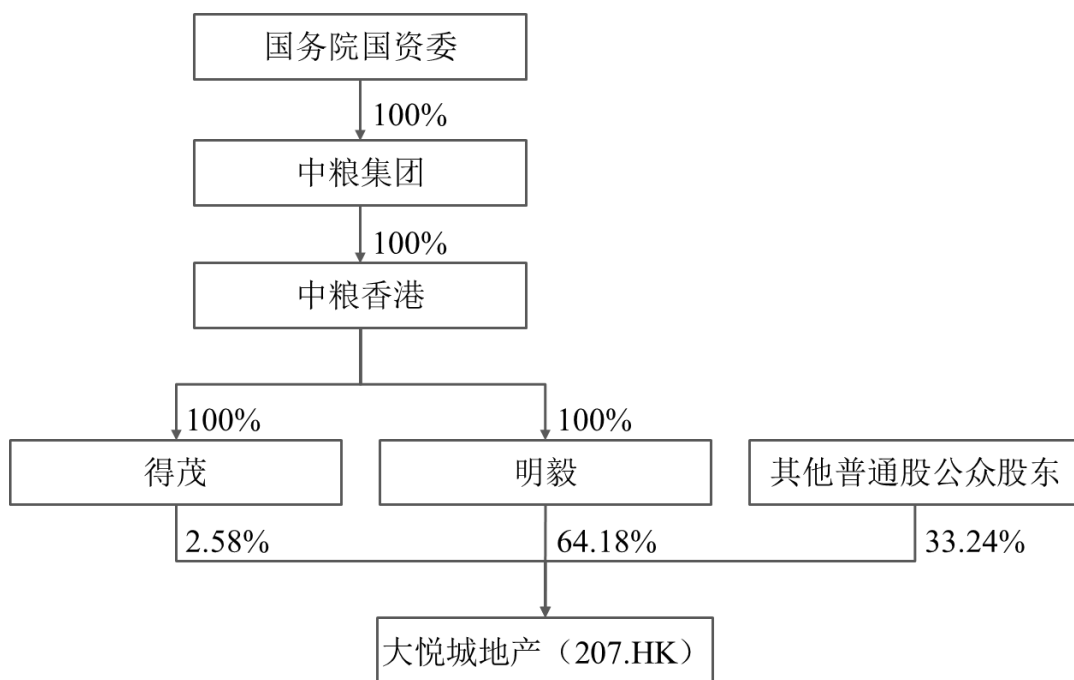 国务院国资委
100%
中粮集团
100%
中粮香港
100%
100%
得茂
明毅
其他普通股公众股东
2.58%
64.18%
33.24%
大悦城地产（207.HK）